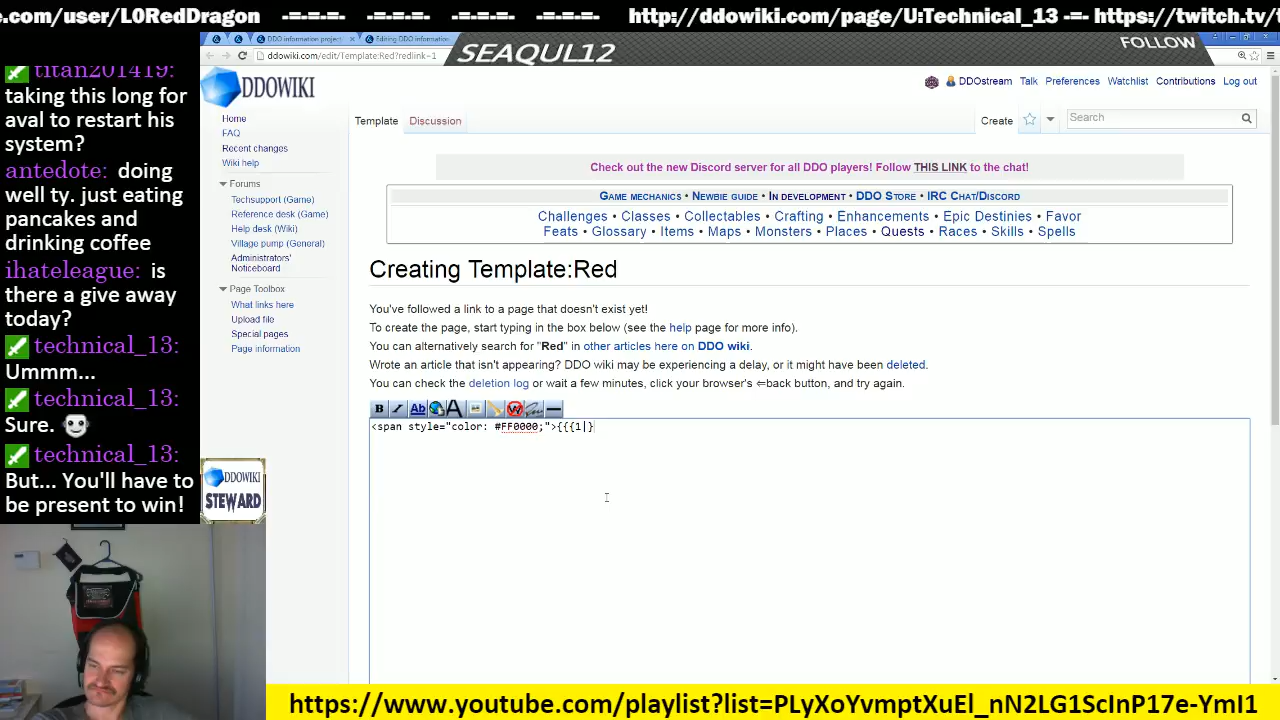 e.com/user/L0RedDragon -=-=-=- -=-=-=- -=-=-=- -=-=-=- http://ddowiki.com/page/U:Technical_13 -=- https://twitch.tv/t
DDO information project
Editing DDO information
SEAQUL12
FOLLOW
ddowiki.com/edit/Template:Red?redlink=1
titan201419:
taking this long for
aval to restart his
system?
antedote: doing
well ty. just eating
pancakes and
drinking coffee
ihateleague: is
there a give away
today?
technical_13:
Ummm...
technical_13:
Sure.
technical_13:
But... You'll have to
be present to win!
DDOWIKI
STEWARD
DDOWIKI
Home
FAQ
Recent changes
Wiki help
Forums
Techsupport (Game)
Reference desk (Game)
Help desk (Wiki)
Village pump (General)
Administrators'
Noticeboard
Page Toolbox
What links here
Upload file
Special pages
Page information
DDOstream Talk Preferences Watchlist Contributions Log out
Template Discussion
Create
Search
Check out the new Discord server for all DDO players! Follow THIS LINK to the chat!
Game mechanics • Newbie guide • In development • DDO Store • IRC Chat/Discord
Challenges • Classes • Collectables • Crafting • Enhancements • Epic Destinies • Favor
Feats • Glossary • Items • Maps • Monsters • Places • Quests • Races • Skills • Spells
Creating Template:Red
You've followed a link to a page that doesn't exist yet!
To create the page, start typing in the box below (see the help page for more info).
You can alternatively search for "Red" in other articles here on DDO wiki.
Wrote an article that isn't appearing? DDO wiki may be experiencing a delay, or it might have been deleted.
You can check the deletion log or wait a few minutes, click your browser's ⇐back button, and try again.
B I Ab A W
<span style="color: #FF0000;">{{{1|}
https://www.youtube.com/playlist?list=PLyXoYvmptXuEl_nN2LG1ScInP17e-YmI1